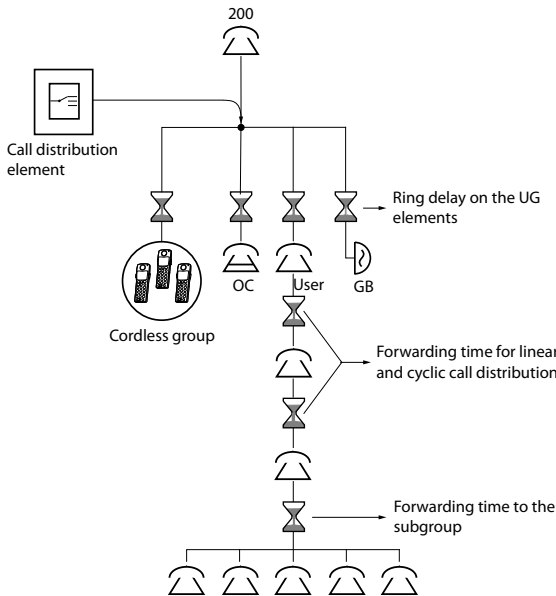 200
Call distribution
element
Ring delay on the UG
elements
OC
User
GB
Cordless group
Forwarding time for linear
and cyclic call distribution
Forwarding time to the
subgroup